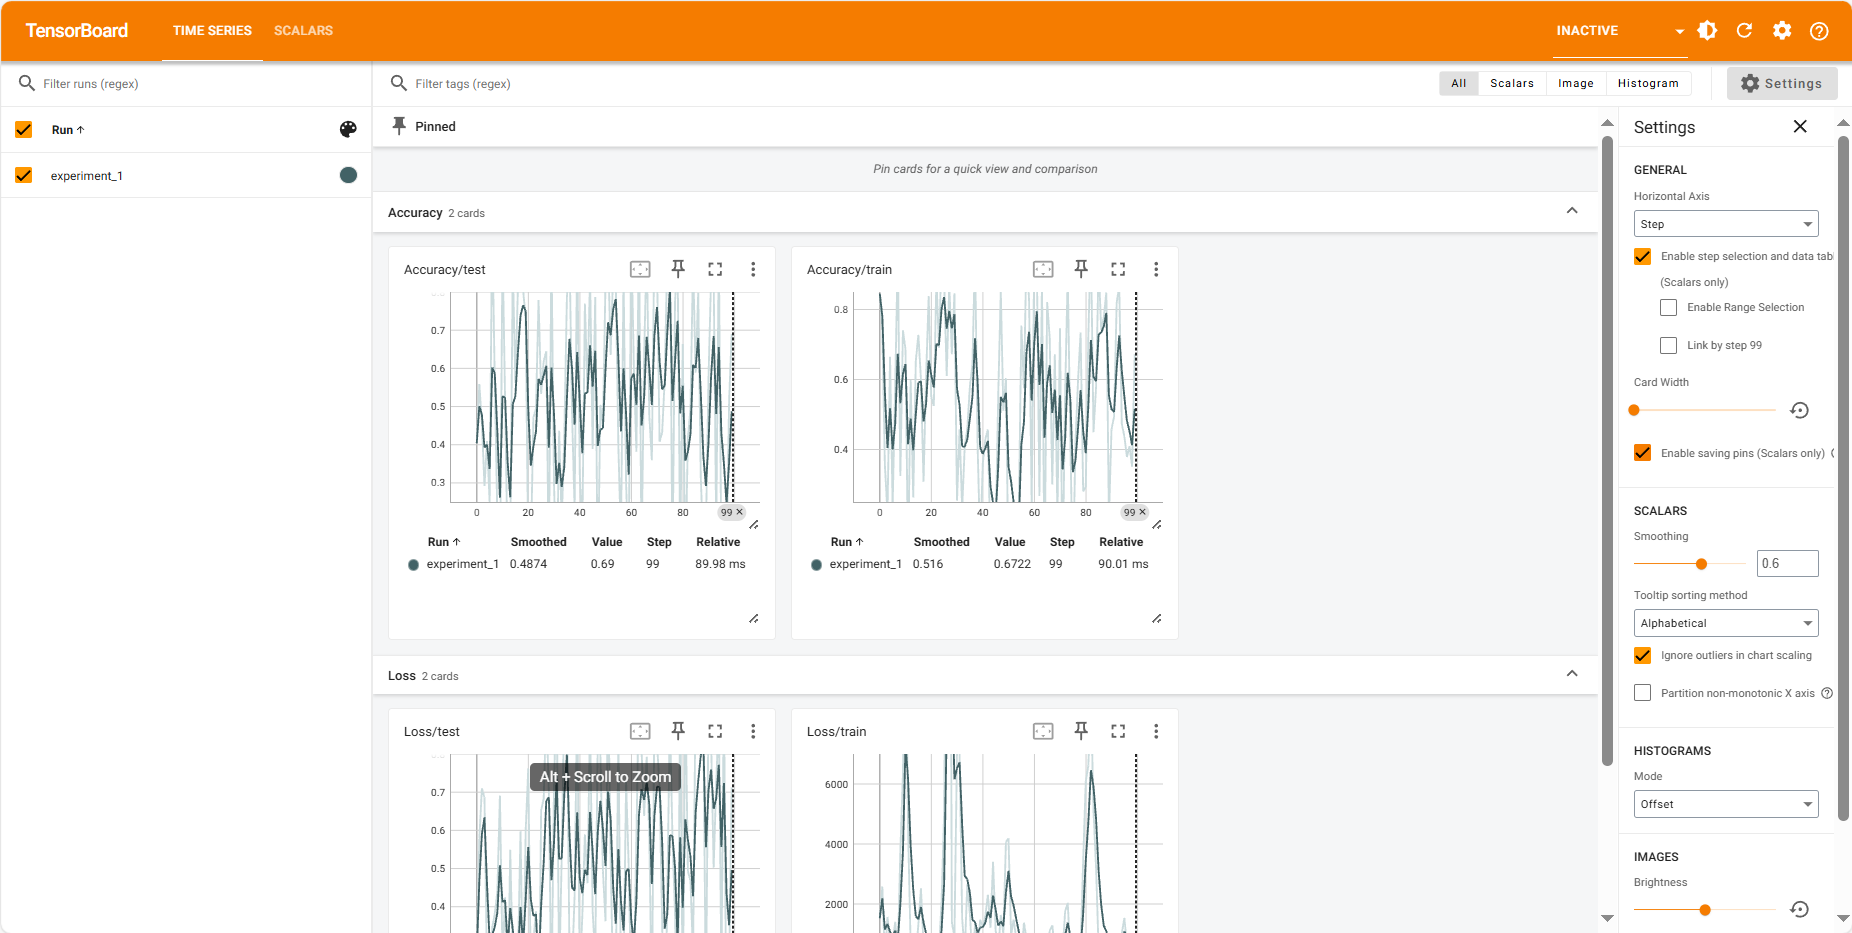 TensorBoard
TIME SERIES
SCALARS
INACTIVE
Filter runs (regex)
Filter tags (regex)
All
Scalars
Image
Histogram
Settings
Run ↑
experiment_1
Pinned
Pin cards for a quick view and comparison
Accuracy 2 cards
Accuracy/test
0.7
0.6
0.5
0.4
0.3
0 20 40 60 80 99 ×
Run ↑ Smoothed Value Step Relative
experiment_1 0.4874 0.69 99 89.98 ms
Accuracy/train
0.8
0.6
0.4
0 20 40 60 80 99 ×
Run ↑ Smoothed Value Step Relative
experiment_1 0.516 0.6722 99 90.01 ms
Loss 2 cards
Loss/test
Alt + Scroll to Zoom
0.7
0.6
0.5
0.4
Loss/train
6000
4000
2000
Settings
GENERAL
Horizontal Axis
Step
Enable step selection and data tabl
(Scalars only)
Enable Range Selection
Link by step 99
Card Width
Enable saving pins (Scalars only)
SCALARS
Smoothing
0.6
Tooltip sorting method
Alphabetical
Ignore outliers in chart scaling
Partition non-monotonic X axis
HISTOGRAMS
Mode
Offset
IMAGES
Brightness